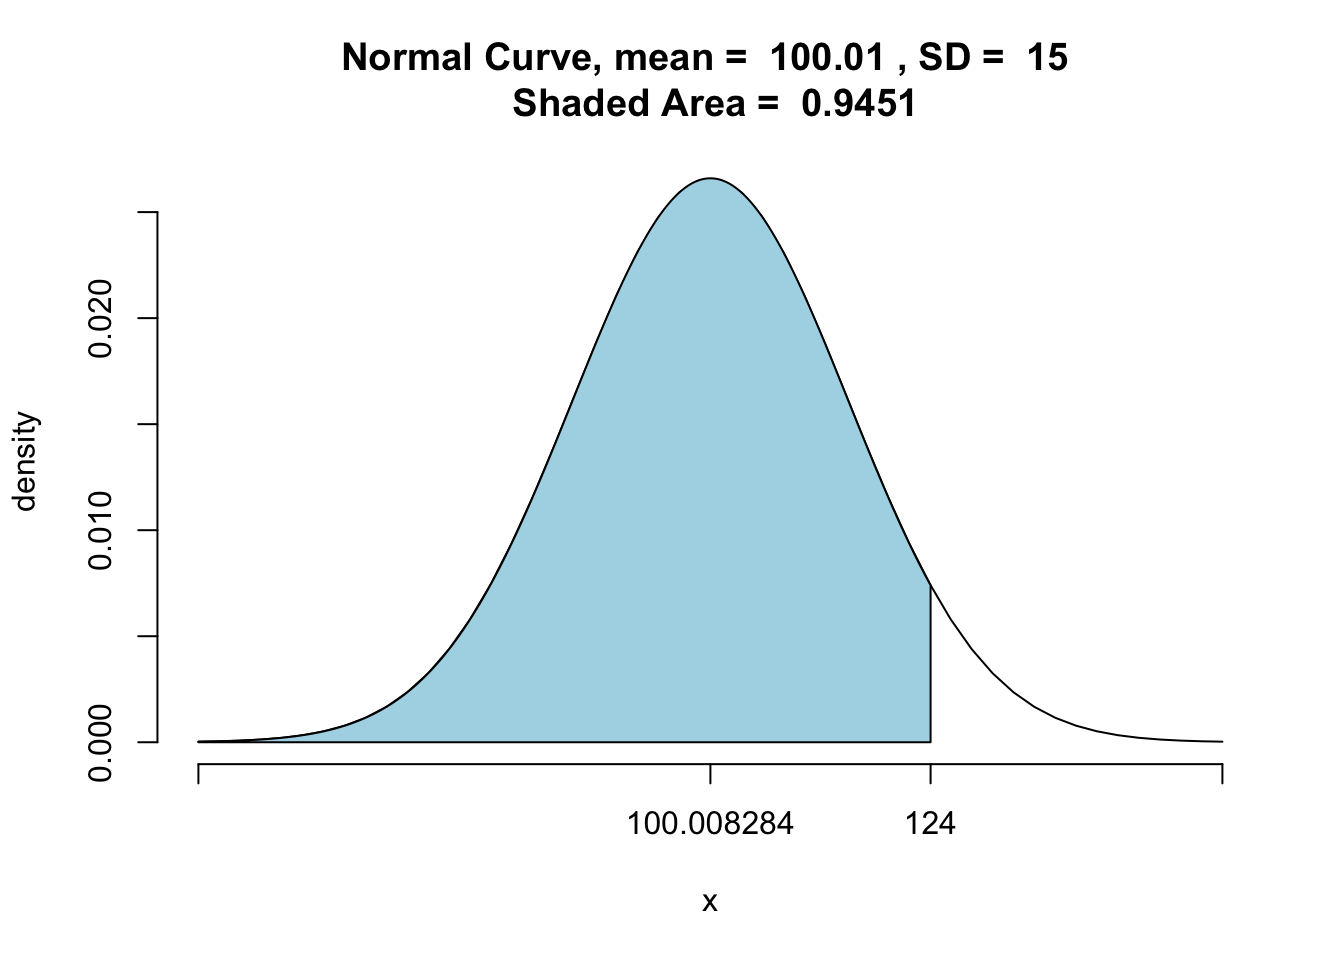 Normal Curve, mean =  100.01 , SD =  15
Shaded Area =  0.9451
density
0.020
0.010
0.000
100.008284
124
x